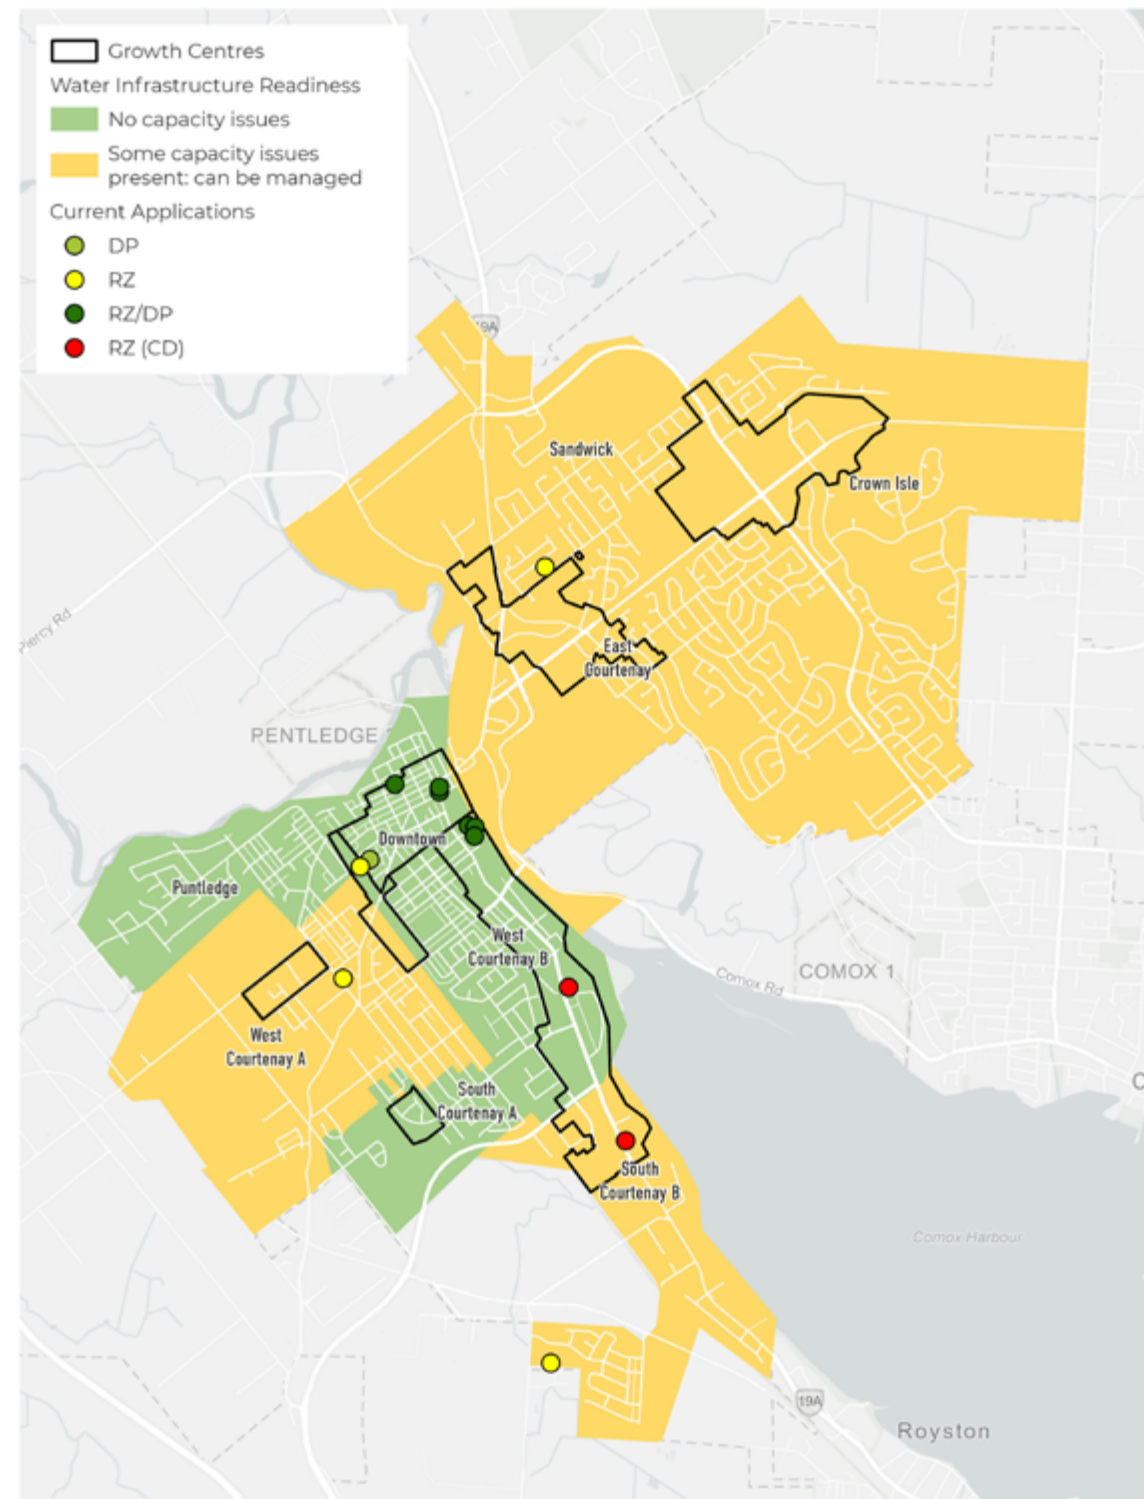 Growth Centres
Water Infrastructure Readiness
No capacity issues
Some capacity issues
present: can be managed
Current Applications
DP
RZ
RZ/DP
RZ (CD)
19A
Sandwick
Crown Isle
Piercy Rd
East
Courtenay
PENTLEDGE 2
Downtown
Puntledge
West
Courtenay B
COMOX 1
Comox Rd
West
Courtenay A
South
Courtenay A
South
Courtenay B
Comox Harbour
19A
Royston